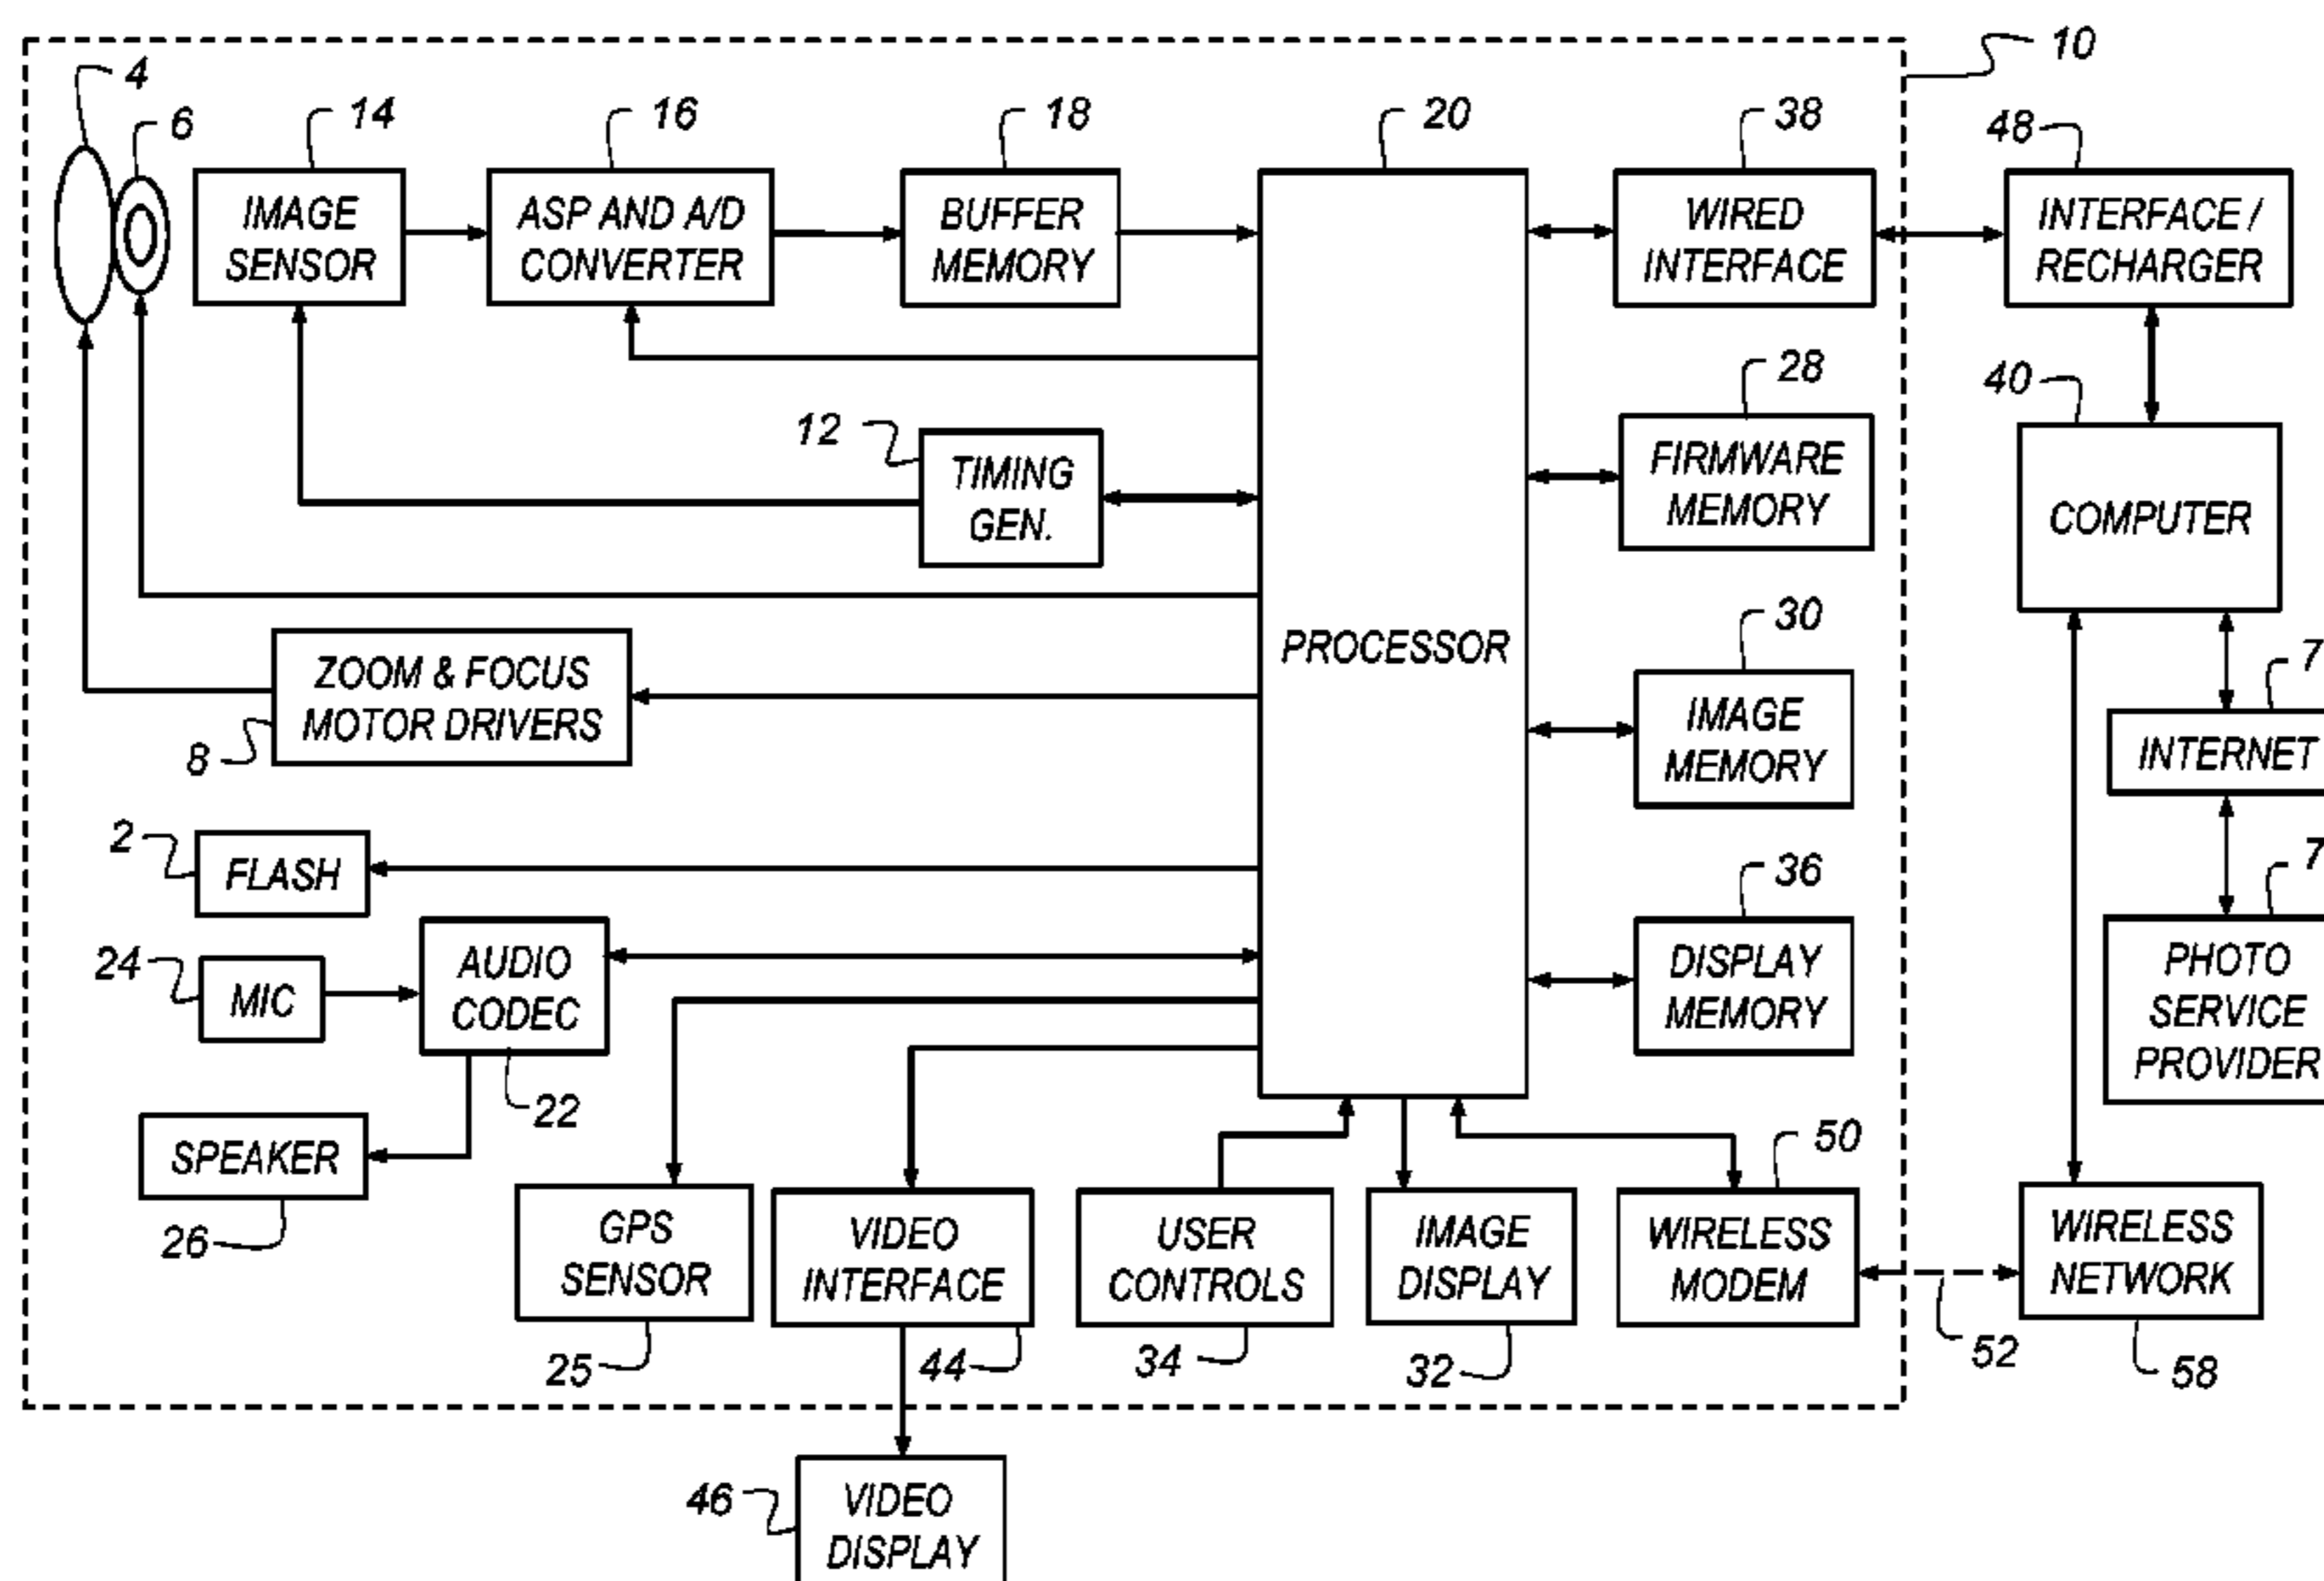 10
4
6
14
16
18
20
38
48
IMAGE
SENSOR
ASP AND A/D
CONVERTER
BUFFER
MEMORY
WIRED
INTERFACE
INTERFACE /
RECHARGER
28
40
12
TIMING
GEN.
FIRMWARE
MEMORY
COMPUTER
PROCESSOR
30
7
ZOOM & FOCUS
MOTOR DRIVERS
8
IMAGE
MEMORY
INTERNET
2
FLASH
36
7
24
MIC
AUDIO
CODEC
22
DISPLAY
MEMORY
PHOTO
SERVICE
PROVIDER
SPEAKER
26
50
GPS
SENSOR
25
VIDEO
INTERFACE
44
USER
CONTROLS
34
IMAGE
DISPLAY
32
WIRELESS
MODEM
52
WIRELESS
NETWORK
58
46
VIDEO
DISPLAY